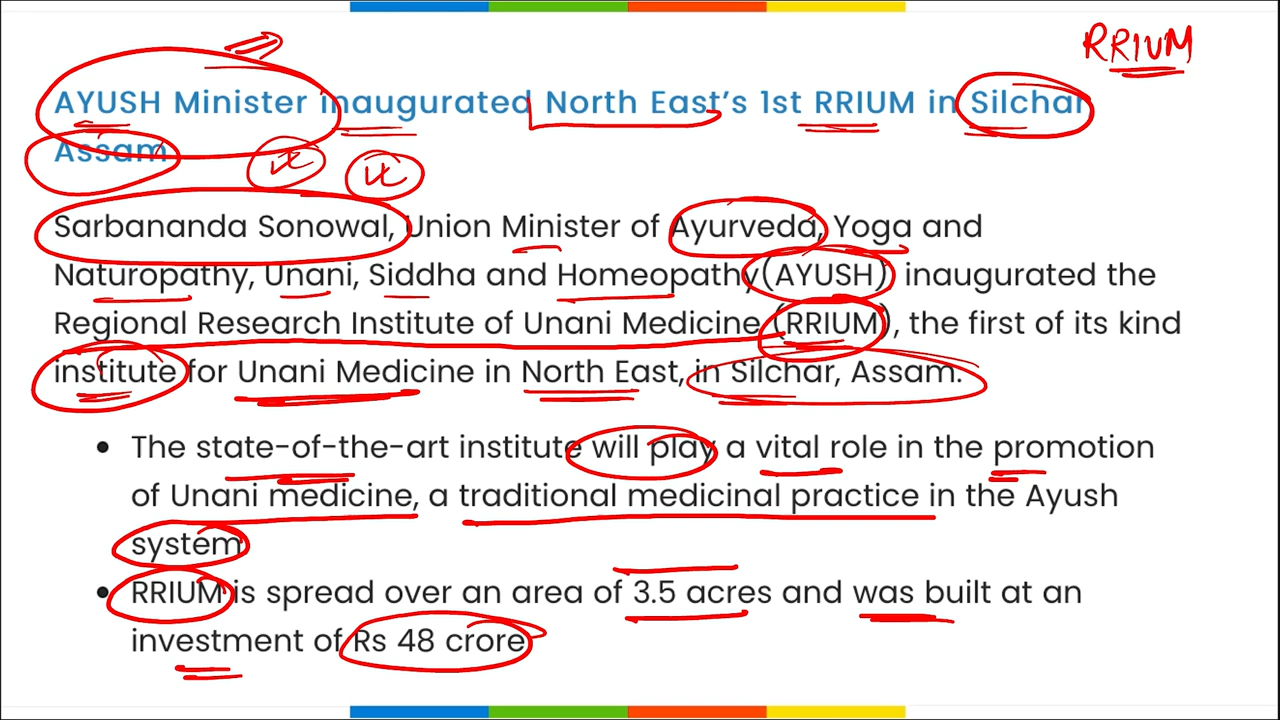 RRIUM
AYUSH Minister inaugurated North East's 1st RRIUM in Silchar
Assam
Sarbananda Sonowal, Union Minister of Ayurveda, Yoga and
Naturopathy, Unani, Siddha and Homeopathy(AYUSH) inaugurated the
Regional Research Institute of Unani Medicine (RRIUM), the first of its kind
institute for Unani Medicine in North East, in Silchar, Assam.
• The state-of-the-art institute will play a vital role in the promotion
of Unani medicine, a traditional medicinal practice in the Ayush
system
• RRIUM is spread over an area of 3.5 acres and was built at an
investment of Rs 48 crore